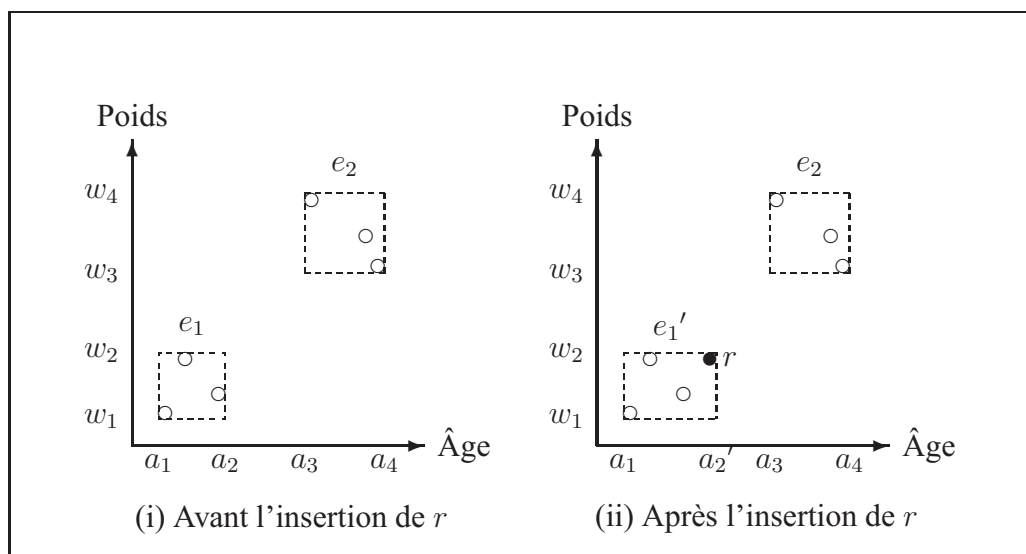 Poids
e₂
w₄
w₃
e₁
w₂
w₁
a₁ a₂ a₃ a₄ Âge
(i) Avant l'insertion de r
Poids
e₂
w₄
w₃
e₁′
w₂
r
w₁
a₁ a₂′ a₃ a₄ Âge
(ii) Après l'insertion de r